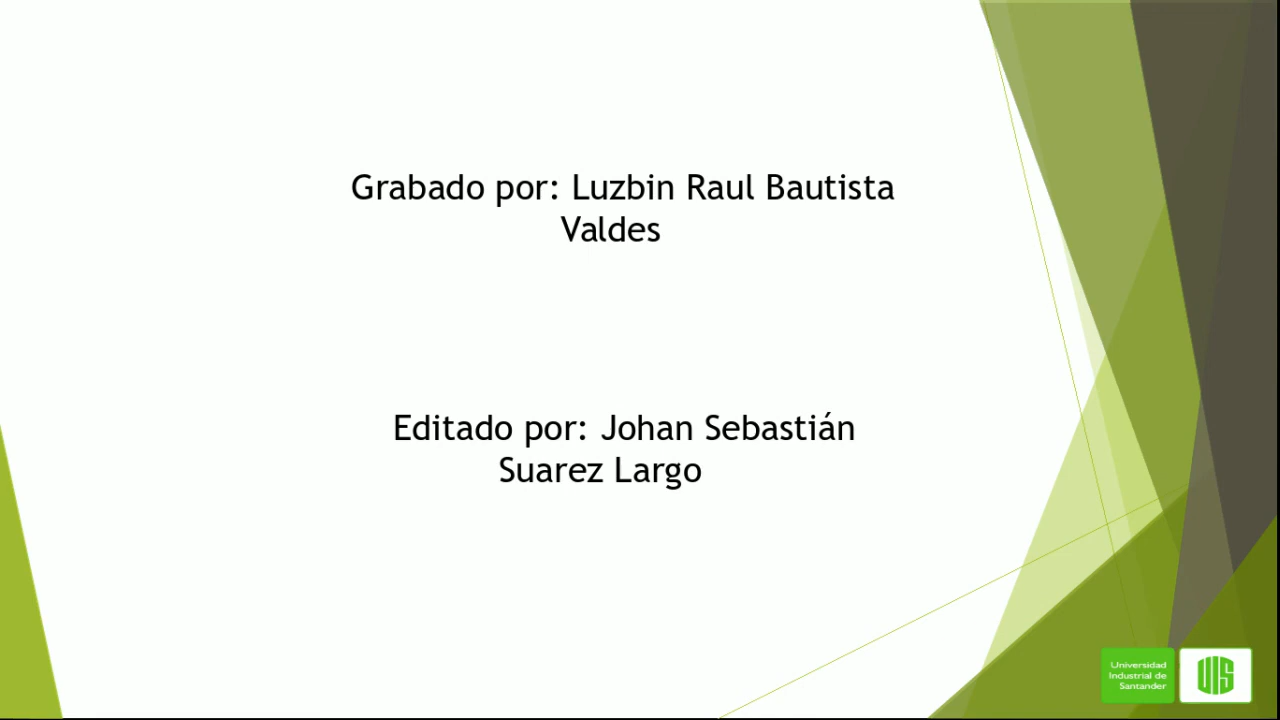 Grabado por: Luzbin Raul Bautista
Valdes
Editado por: Johan Sebastián
Suarez Largo
Universidad
Industrial de
Santander
UIS